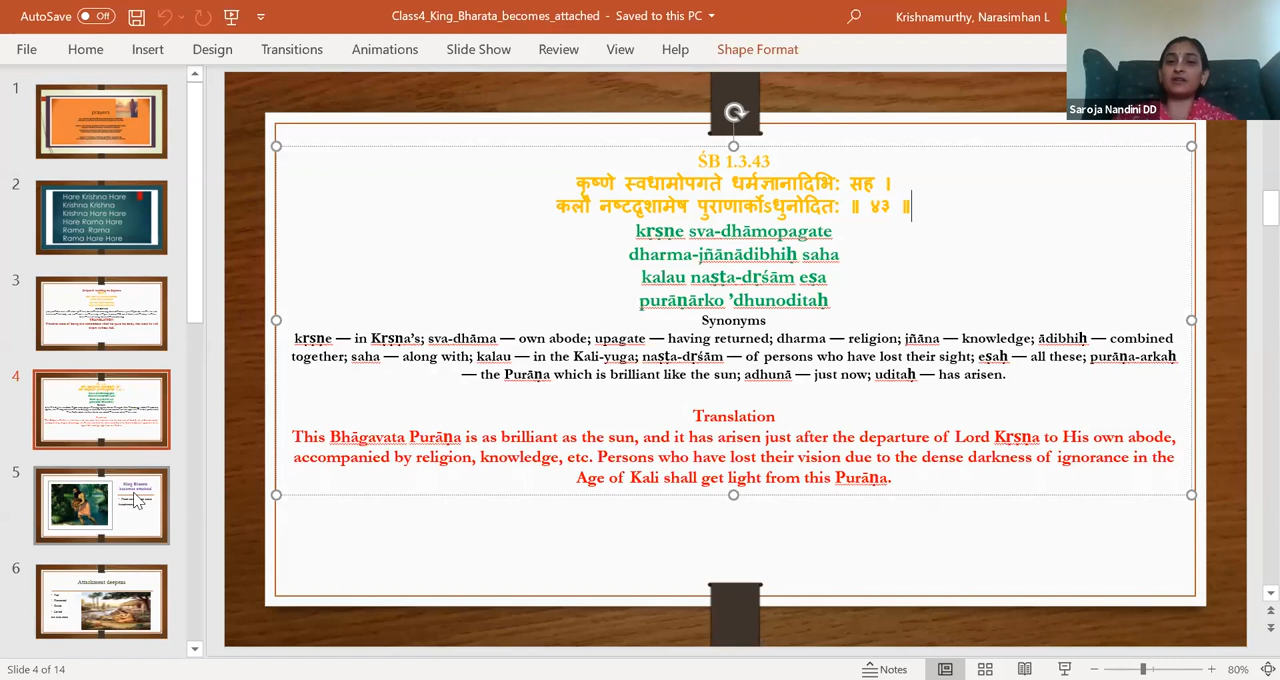 AutoSave Off
Class4_King_Bharata_becomes_attached - Saved to this PC
Krishnamurthy, Narasimhan L
File Home Insert Design Transitions Animations Slide Show Review View Help Shape Format
Saroja Nandini DD
1
prayers
2
Hare Krishna Hare
Krishna Krishna
Krishna Hare Hare
Hare Rama Hare
Rama Rama
Rama Hare Hare
3
4
5
King Bharata
becomes attached
6
Attachment deepens
ŚB 1.3.43
कृष्णे स्वधामोपगते धर्मज्ञानादिभि: सह ।
कलौ नष्टद‍ृशामेष पुराणार्कोऽधुनोदित: ॥ ४३ ॥
kṛṣṇe sva-dhāmopagate
dharma-jñānādibhiḥ saha
kalau naṣṭa-dṛśām eṣa
purāṇārko ’dhunoditaḥ
Synonyms
kṛṣṇe — in Kṛṣṇa’s; sva-dhāma — own abode; upagate — having returned; dharma — religion; jñāna — knowledge; ādibhiḥ — combined
together; saha — along with; kalau — in the Kali-yuga; naṣṭa-dṛśām — of persons who have lost their sight; eṣaḥ — all these; purāṇa-arkaḥ
— the Purāṇa which is brilliant like the sun; adhunā — just now; uditaḥ — has arisen.
Translation
This Bhāgavata Purāṇa is as brilliant as the sun, and it has arisen just after the departure of Lord Kṛṣṇa to His own abode,
accompanied by religion, knowledge, etc. Persons who have lost their vision due to the dense darkness of ignorance in the
Age of Kali shall get light from this Purāṇa.
Slide 4 of 14
Notes
80%